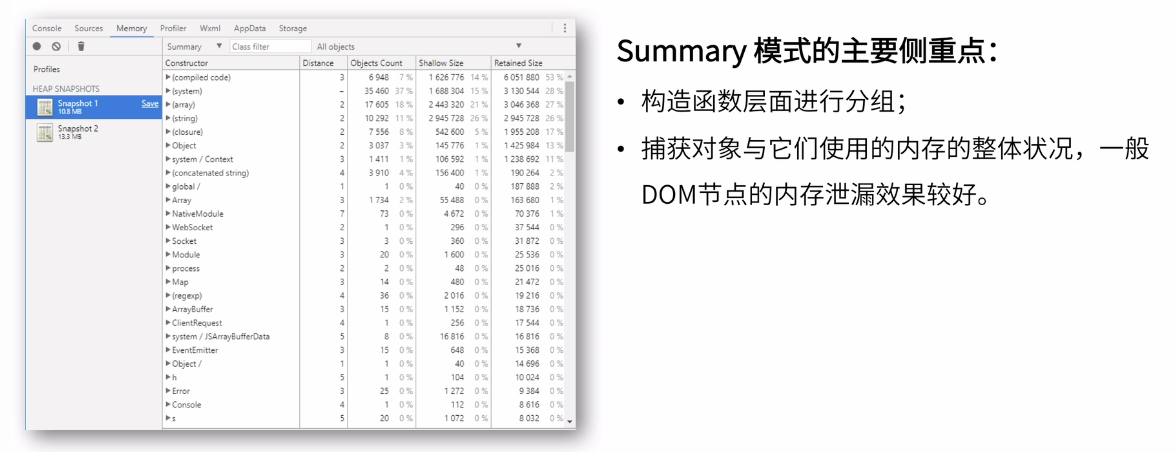 Console Sources Memory Profiler Wxml AppData Storage
Summary ▼ Class filter All objects ▼
Profiles
HEAP SNAPSHOTS
Snapshot 1 Save
10.8 MB
Snapshot 2
13.3 MB
Constructor Distance Objects Count Shallow Size Retained Size
(compiled code) 3 6 948 7 % 1 626 776 14 % 6 051 880 53 %
(system) – 35 460 37 % 1 688 304 15 % 3 130 544 28 %
(array) 2 17 605 18 % 2 443 320 21 % 3 046 368 27 %
(string) 2 10 292 11 % 2 945 728 26 % 2 945 728 26 %
(closure) 2 7 556 8 % 542 600 5 % 1 955 208 17 %
Object 2 3 037 3 % 145 776 1 % 1 425 984 13 %
system / Context 3 1 411 1 % 106 592 1 % 1 238 692 11 %
(concatenated string) 4 3 910 4 % 156 400 1 % 190 264 2 %
global / 1 1 0 % 40 0 % 187 888 2 %
Array 3 1 734 2 % 55 488 0 % 163 680 1 %
NativeModule 7 73 0 % 4 672 0 % 70 376 1 %
WebSocket 2 1 0 % 296 0 % 37 544 0 %
Socket 3 3 0 % 360 0 % 31 872 0 %
Module 3 20 0 % 1 600 0 % 25 536 0 %
process 2 2 0 % 48 0 % 25 016 0 %
Map 3 14 0 % 480 0 % 21 472 0 %
(regexp) 4 36 0 % 2 016 0 % 19 216 0 %
ArrayBuffer 3 15 0 % 1 152 0 % 18 736 0 %
ClientRequest 4 1 0 % 256 0 % 17 544 0 %
system / JSArrayBufferData 5 8 0 % 16 816 0 % 16 816 0 %
EventEmitter 3 15 0 % 648 0 % 15 368 0 %
Object / 1 1 0 % 40 0 % 14 696 0 %
h 5 1 0 % 104 0 % 10 024 0 %
Error 3 25 0 % 1 272 0 % 9 384 0 %
Console 4 1 0 % 112 0 % 8 616 0 %
s 5 20 0 % 1 072 0 % 8 032 0 %
Summary 模式的主要侧重点：
• 构造函数层面进行分组；
• 捕获对象与它们使用的内存的整体状况，一般
DOM节点的内存泄漏效果较好。